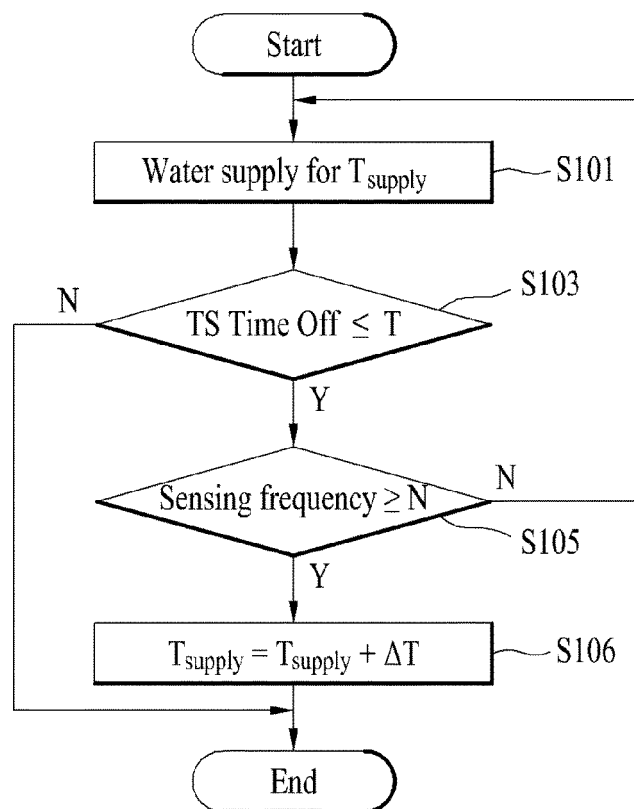 Start
Water supply for T_supply
S101
N
S103
TS Time Off ≤ T
Y
Sensing frequency ≥ N
N
S105
Y
T_supply = T_supply + ΔT
S106
End